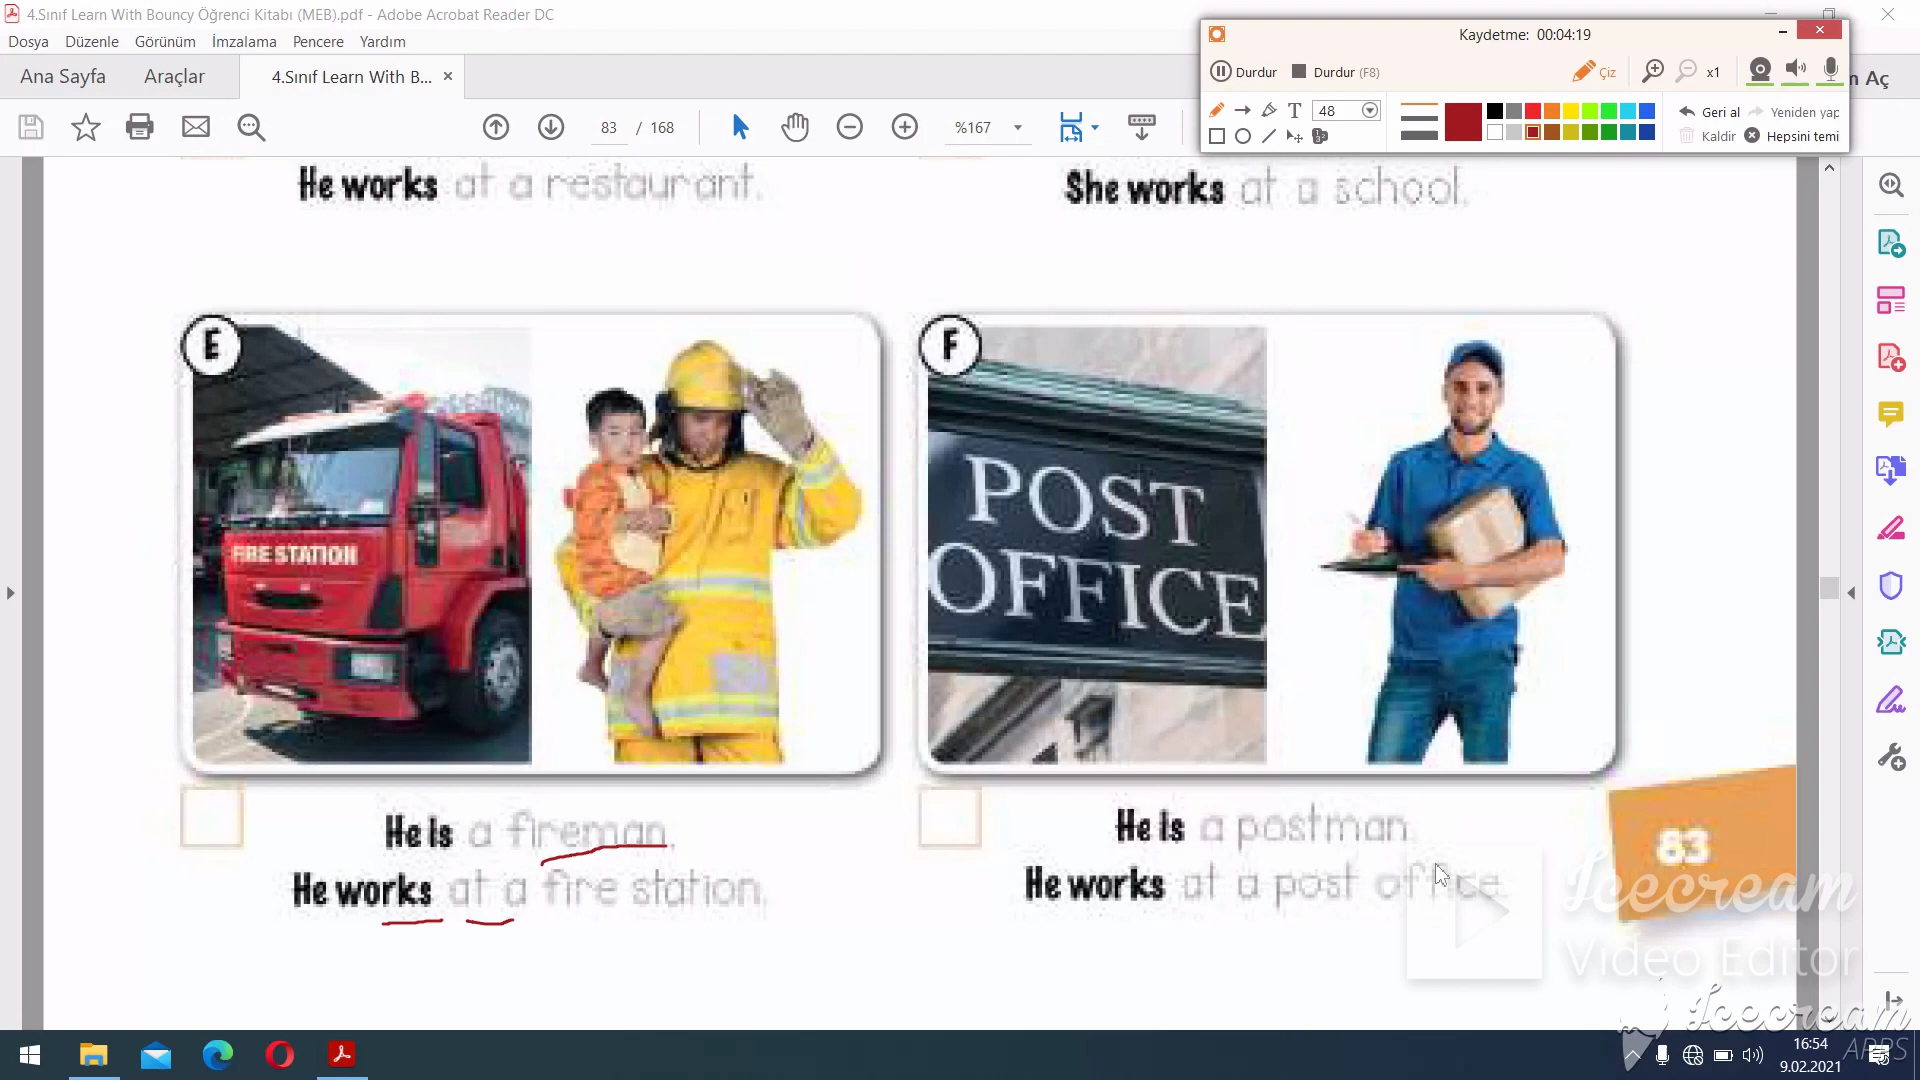 4.Sınıf Learn With Bouncy Öğrenci Kitabı (MEB).pdf - Adobe Acrobat Reader DC
Dosya Düzenle Görünüm İmzalama Pencere Yardım
Ana Sayfa Araçlar 4.Sınıf Learn With B...
83 / 168 %167
Kaydetme: 00:04:19
Durdur Durdur (F8) Çiz x1
T 48 Geri al Yeniden yap
Kaldir Hepsini temi
Aç
He works at a restaurant.
She works at a school.
E
FIRE STATION
F
POST
OFFICE
He is a fireman.
He works at a fire station.
He is a postman.
He works at a post office.
83
Icecream
Video Editor
Icecream
APPS
16:54
9.02.2021